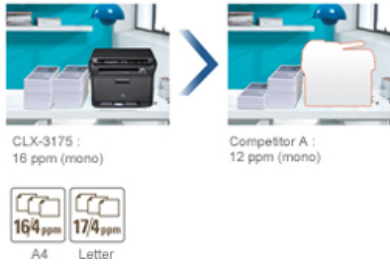 CLX-3175 :
16 ppm (mono)
Competitor A :
12 ppm (mono)
16/4 ppm
17/4 ppm
A4
Letter